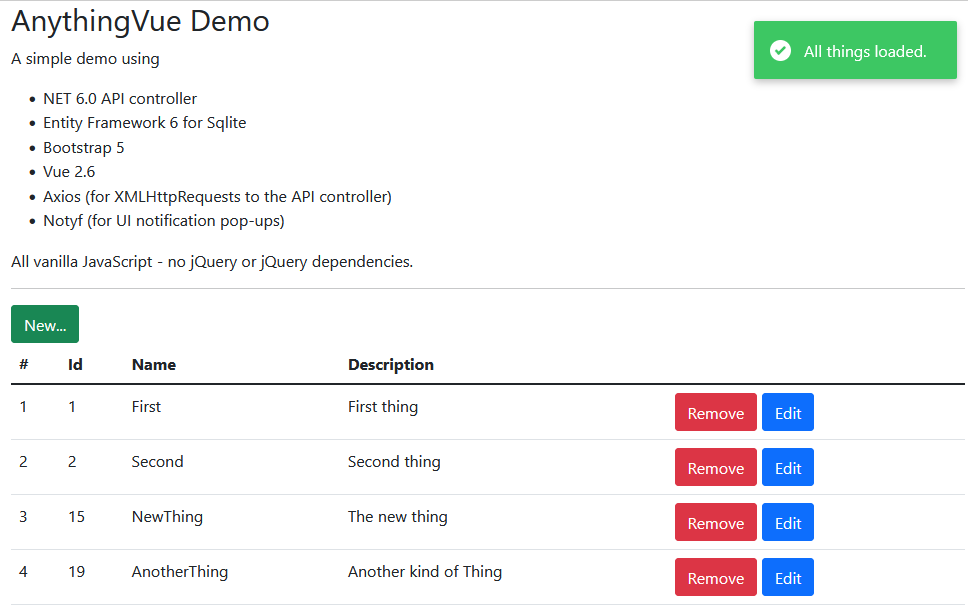 AnythingVue Demo
All things loaded.
A simple demo using
• NET 6.0 API controller
• Entity Framework 6 for Sqlite
• Bootstrap 5
• Vue 2.6
• Axios (for XMLHttpRequests to the API controller)
• Notyf (for UI notification pop-ups)
All vanilla JavaScript - no jQuery or jQuery dependencies.
New...
# Id Name Description
1 1 First First thing Remove Edit
2 2 Second Second thing Remove Edit
3 15 NewThing The new thing Remove Edit
4 19 AnotherThing Another kind of Thing Remove Edit